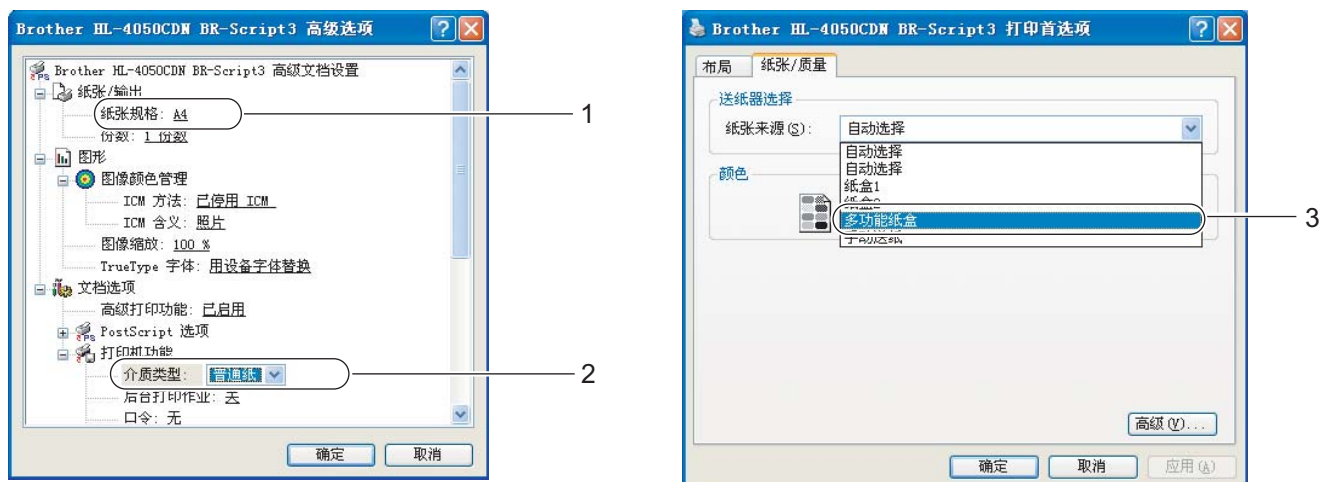 Brother HL-4050CDN BR-Script3 高级选项
Brother HL-4050CDN BR-Script3 高级文档设置
纸张/输出
纸张规格: A4
份数: 1 份数
图形
图像颜色管理
ICM 方法: 已停用 ICM
ICM 含义: 照片
图像缩放: 100 %
TrueType 字体: 用设备字体替换
文档选项
高级打印功能: 已启用
PostScript 选项
打印机功能
介质类型: 普通纸
后台打印作业: 关
口令: 无
确定
取消
1
2
Brother HL-4050CDN BR-Script3 打印首选项
布局
纸张/质量
送纸器选择
纸张来源(S):
自动选择
自动选择
自动选择
纸盒1
纸盒2
多功能纸盒
手动送纸
颜色
3
高级(V)...
确定
取消
应用(A)